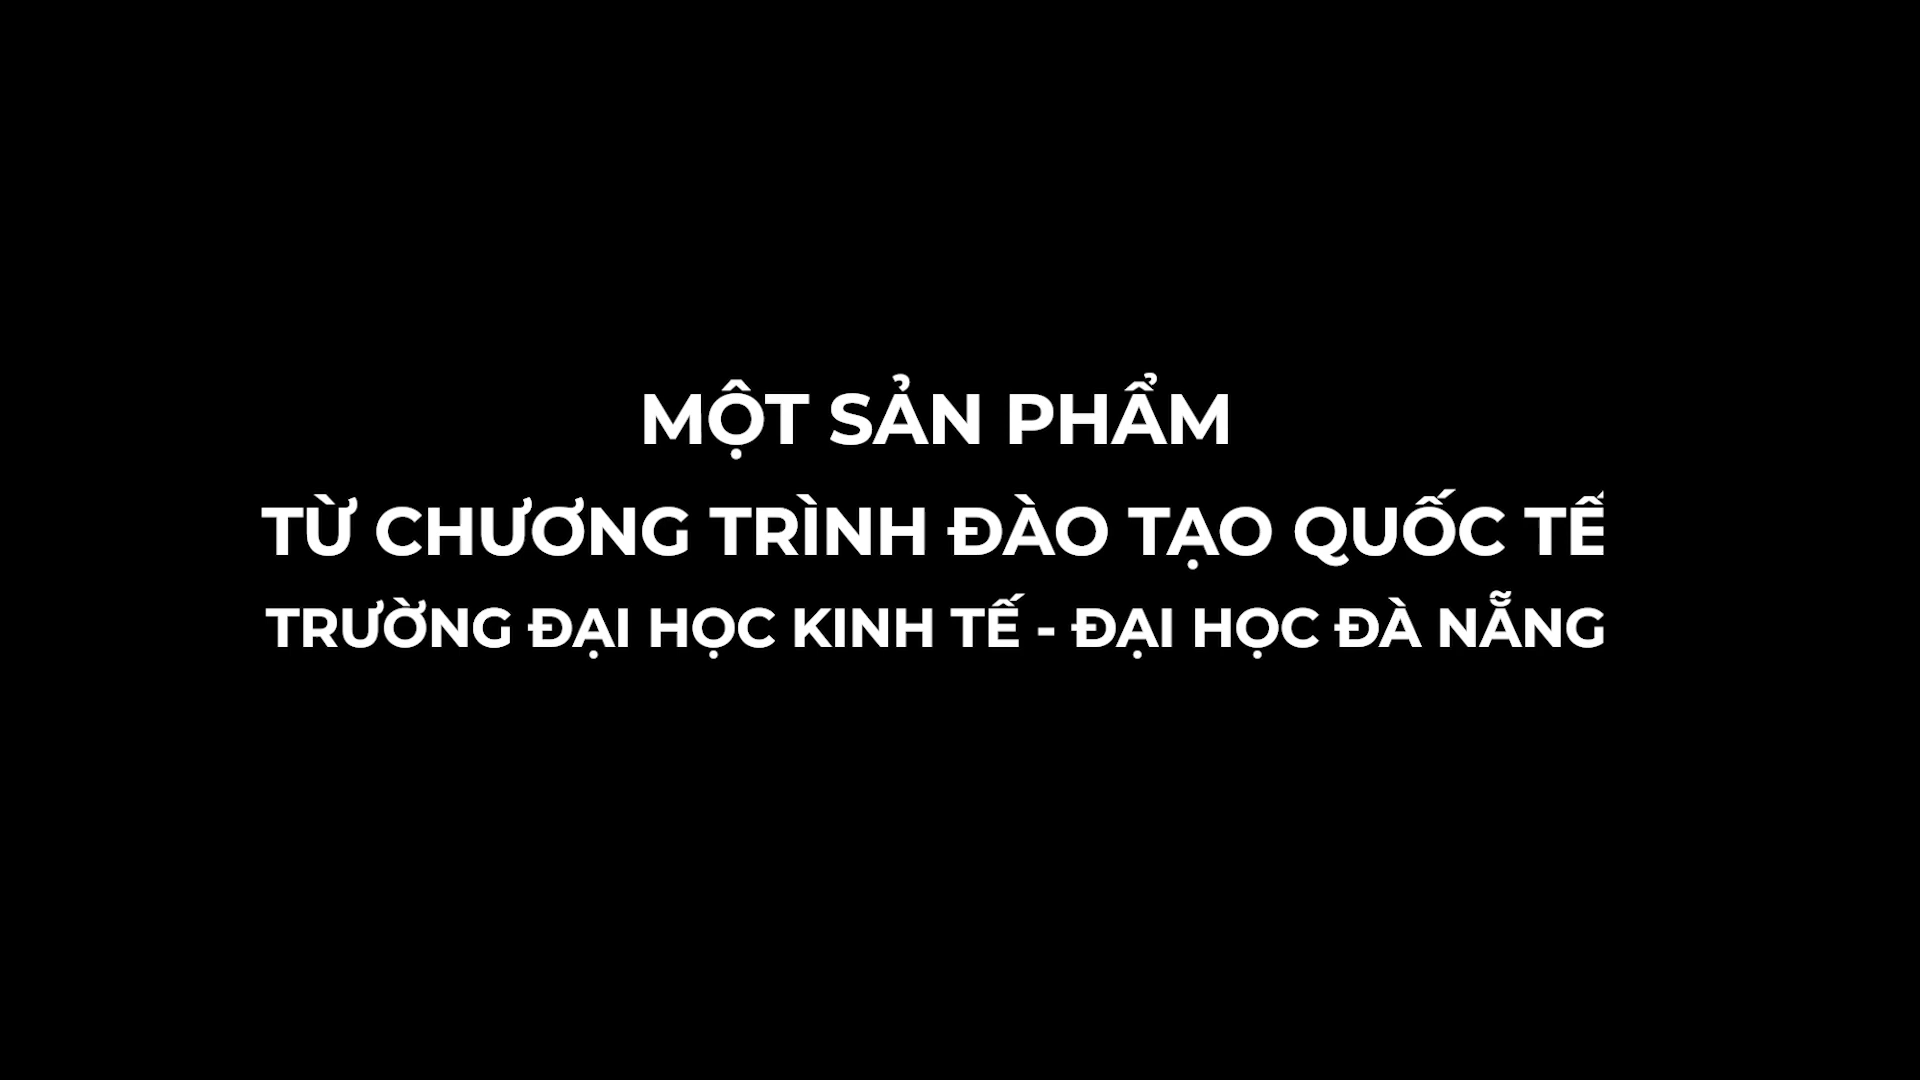 MỘT SẢN PHẨM
TỪ CHƯƠNG TRÌNH ĐÀO TẠO QUỐC TẾ
TRƯỜNG ĐẠI HỌC KINH TẾ - ĐẠI HỌC ĐÀ NẴNG